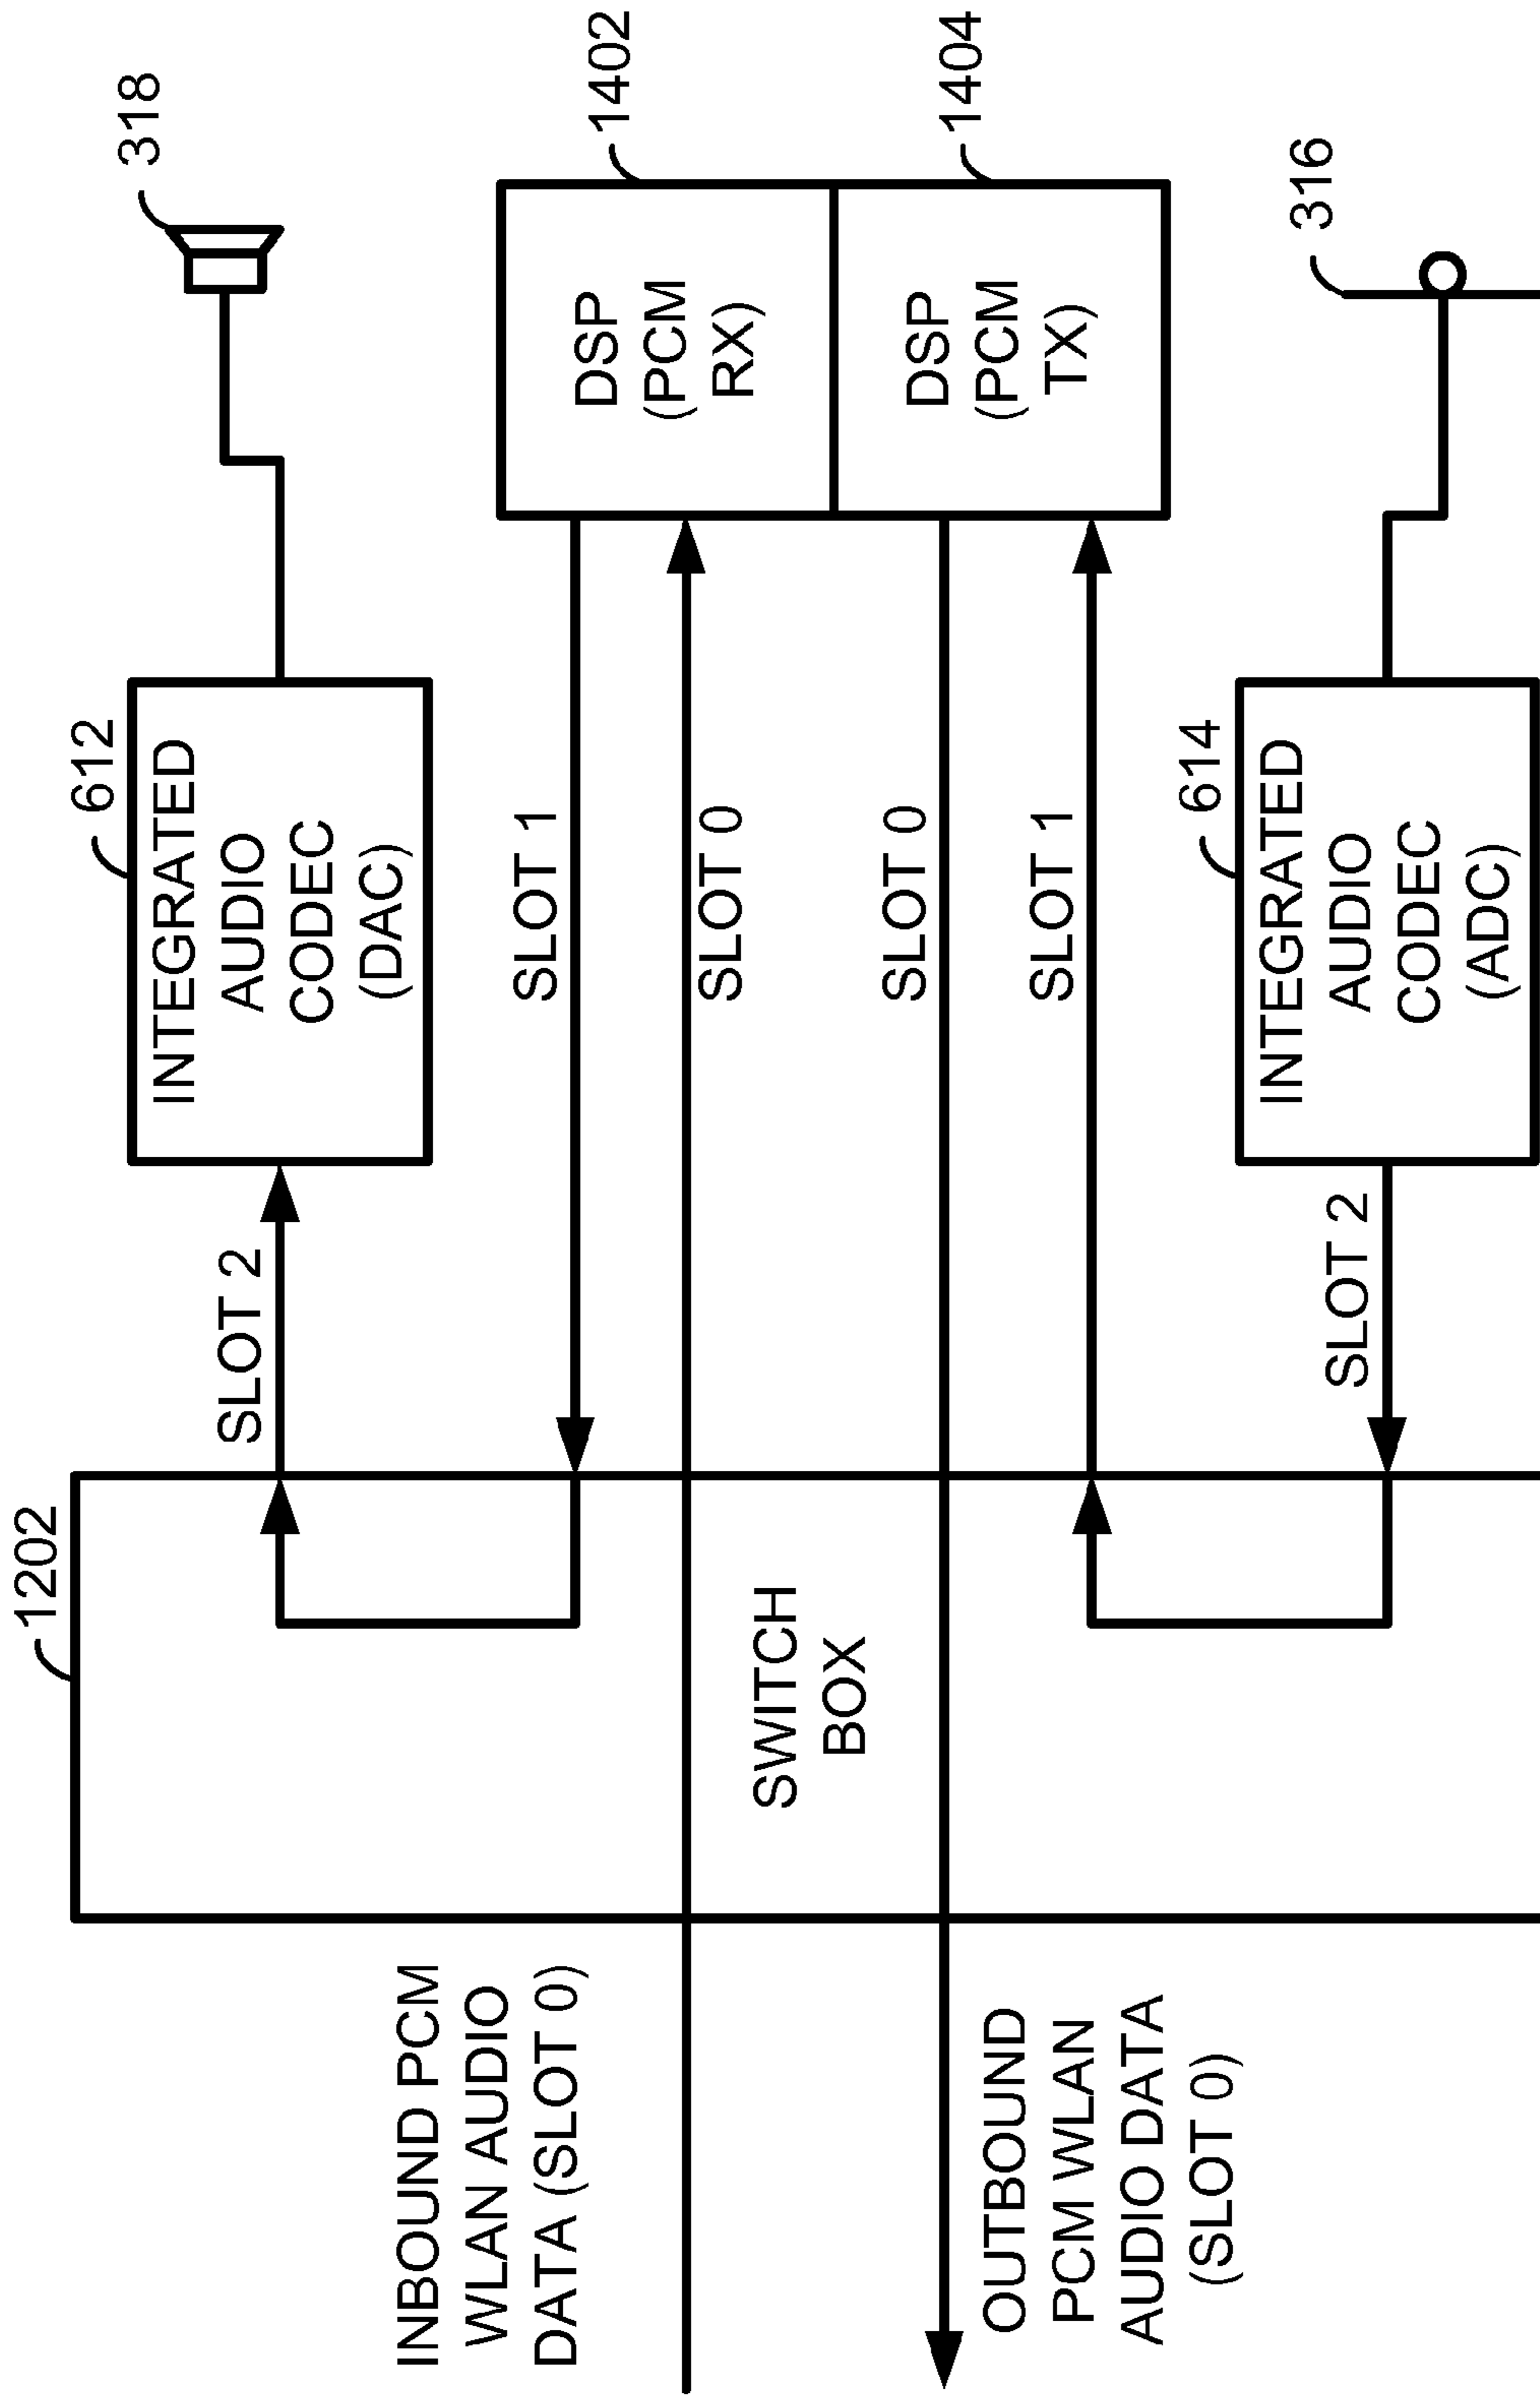 1202
INBOUND PCM
WLAN AUDIO
DATA (SLOT 0)
OUTBOUND
PCM WLAN
AUDIO DATA
(SLOT 0)
SWITCH
BOX
SLOT 2
612
INTEGRATED
AUDIO
CODEC
(DAC)
318
SLOT 1
SLOT 0
SLOT 0
SLOT 1
DSP
(PCM
RX)
1402
DSP
(PCM
TX)
1404
SLOT 2
614
INTEGRATED
AUDIO
CODEC
(ADC)
316